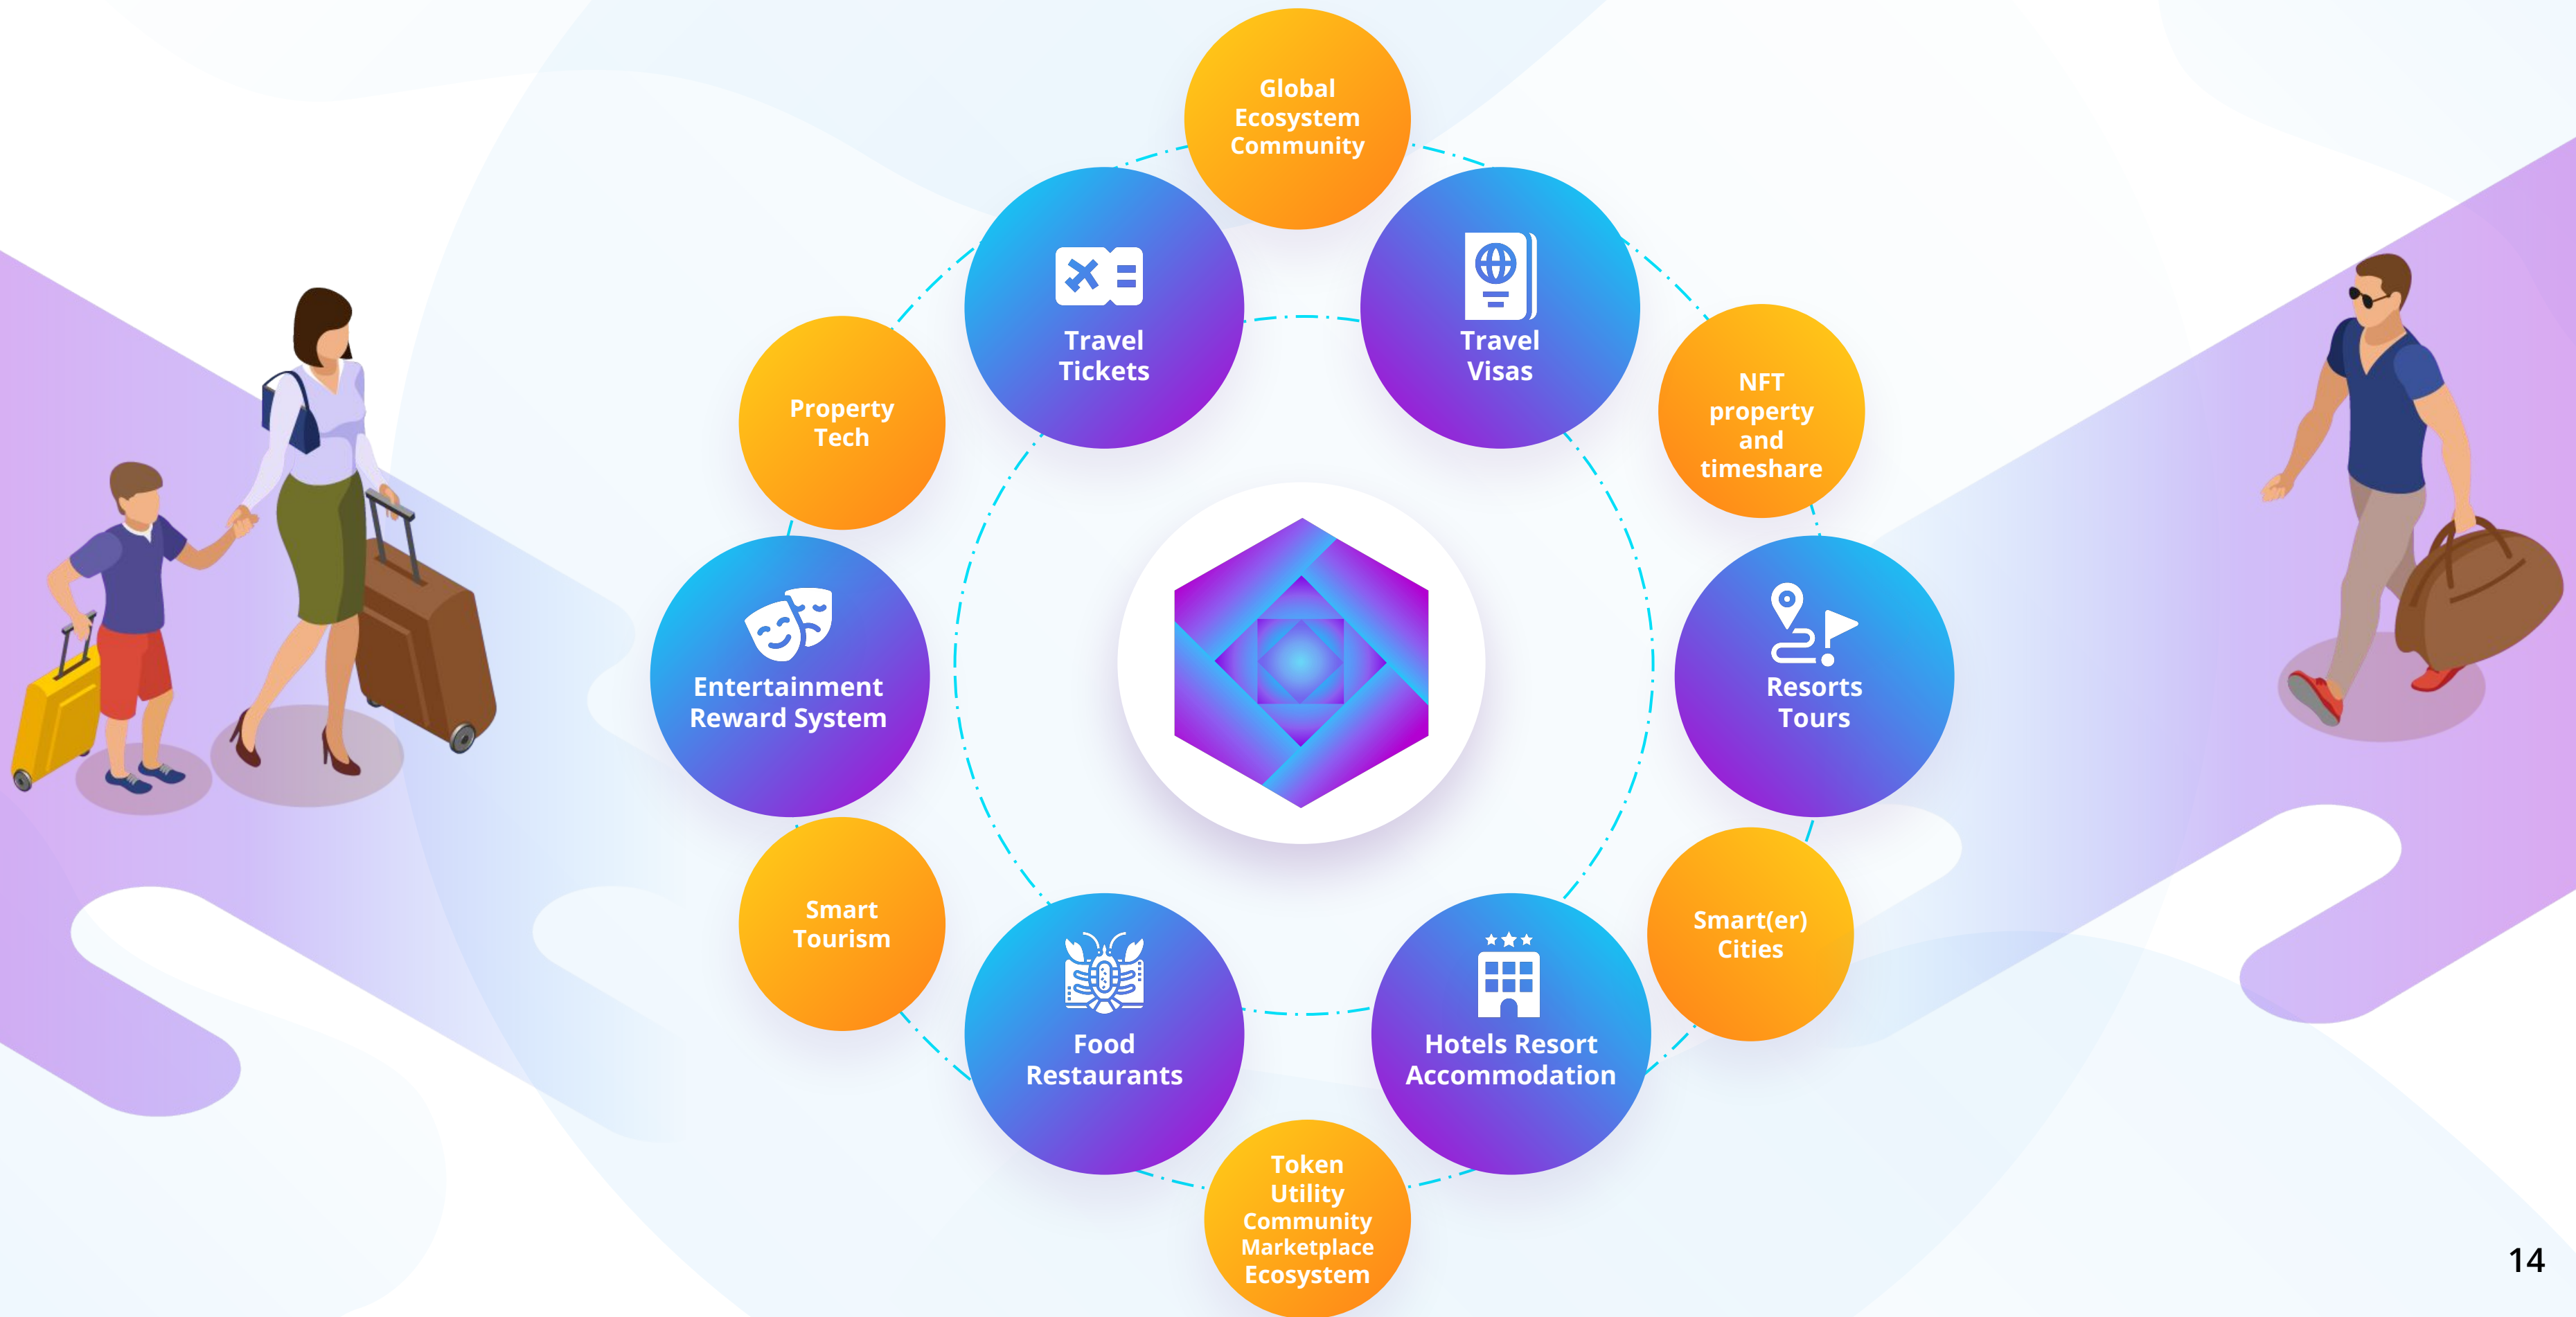 Global
Ecosystem
Community
Travel
Tickets
Travel
Visas
Property
Tech
NFT
property
and
timeshare
Entertainment
Reward System
Resorts
Tours
Smart
Tourism
Smart(er)
Cities
Food
Restaurants
Hotels Resort
Accommodation
Token
Utility
Community
Marketplace
Ecosystem
14